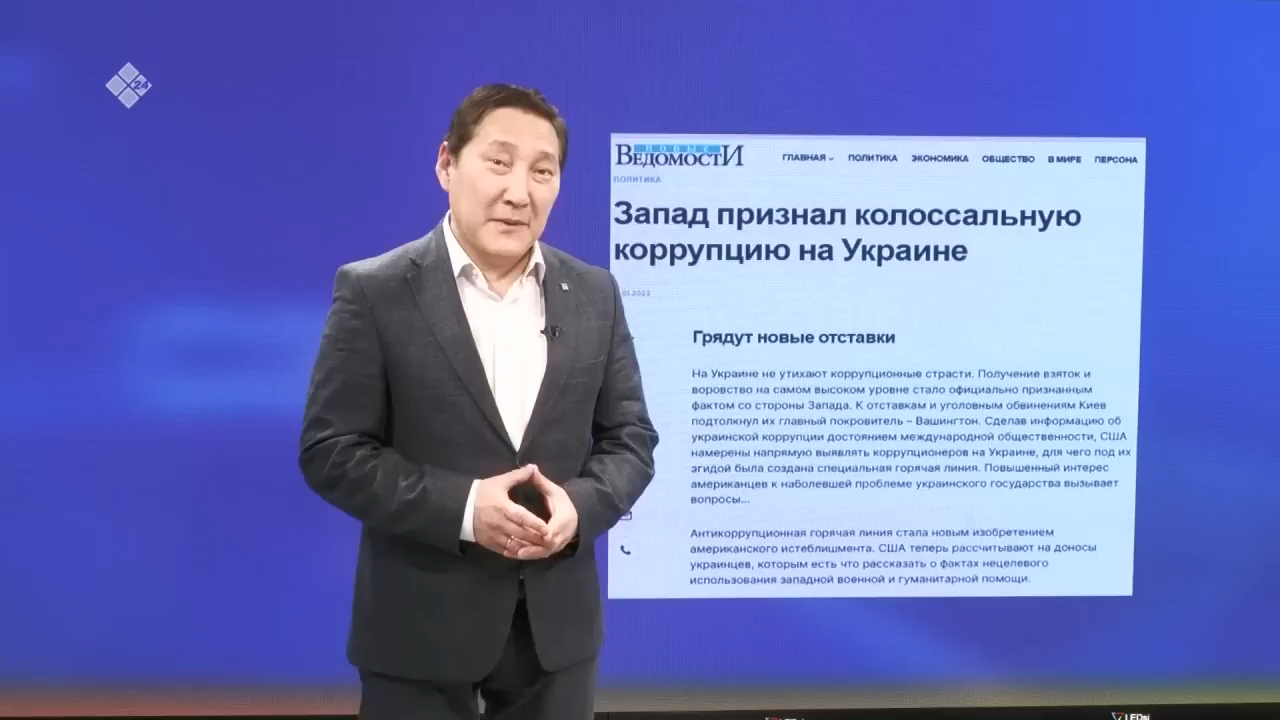 24
НОВЫЕ
ВЕДОМОСТИ
ГЛАВНАЯ ПОЛИТИКА ЭКОНОМИКА ОБЩЕСТВО В МИРЕ ПЕРСОНА
ПОЛИТИКА
Запад признал колоссальную
коррупцию на Украине
Грядут новые отставки
На Украине не утихают коррупционные страсти. Получение взяток и
воровство на самом высоком уровне стало официально признанным
фактом со стороны Запада. К отставкам и уголовным обвинениям Киев
подтолкнул их главный покровитель – Вашингтон. Сделав информацию об
украинской коррупции достоянием международной общественности, США
намерены напрямую выявлять коррупционеров на Украине, для чего под их
эгидой была создана специальная горячая линия. Повышенный интерес
американцев к наболевшей проблеме украинского государства вызывает
вопросы...
Антикоррупционная горячая линия стала новым изобретением
американского истеблишмента. США теперь рассчитывают на доносы
украинцев, которым есть что рассказать о фактах нецелевого
использования западной военной и гуманитарной помощи.